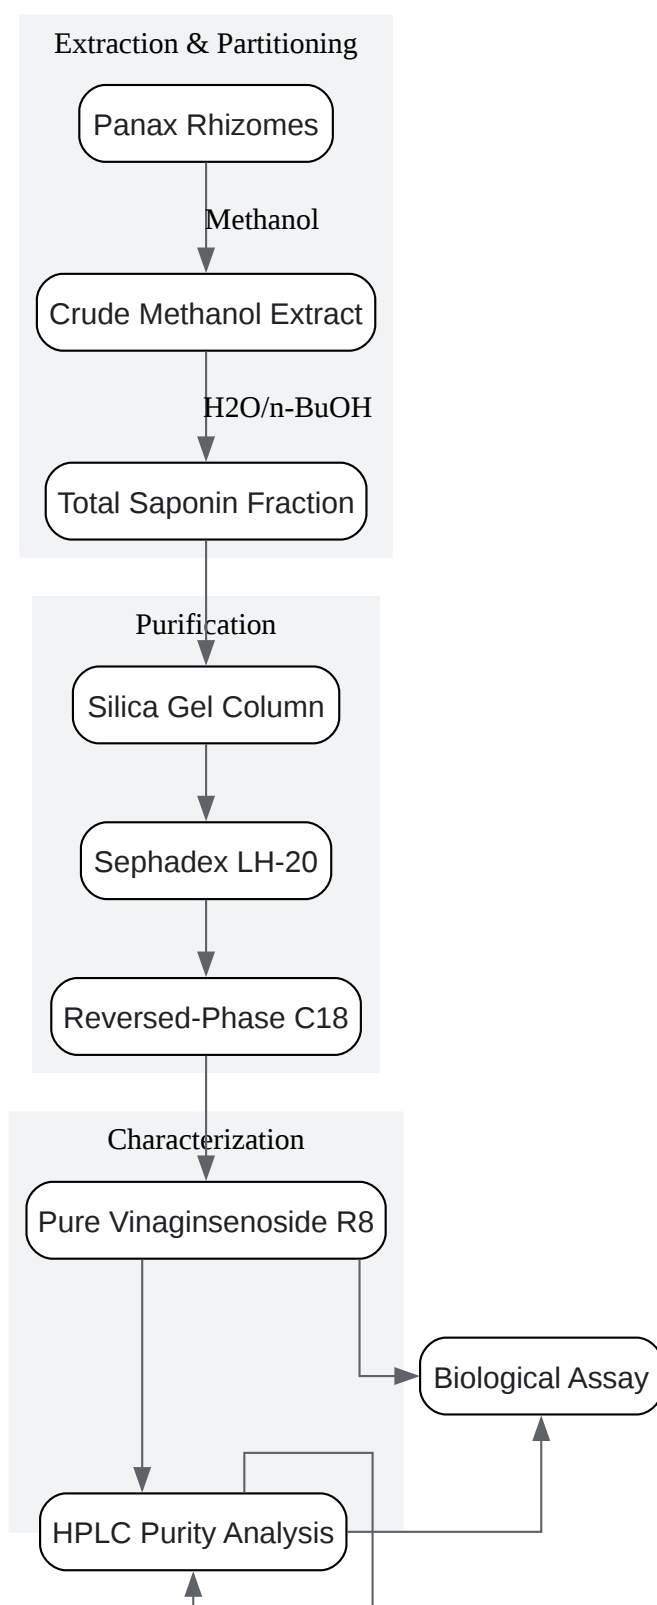 Extraction & Partitioning
Panax Rhizomes
Methanol
Crude Methanol Extract
H2O/n-BuOH
Total Saponin Fraction
Purification
Silica Gel Column
Sephadex LH-20
Reversed-Phase C18
Characterization
Pure Vinaginsenoside R8
Biological Assay
HPLC Purity Analysis